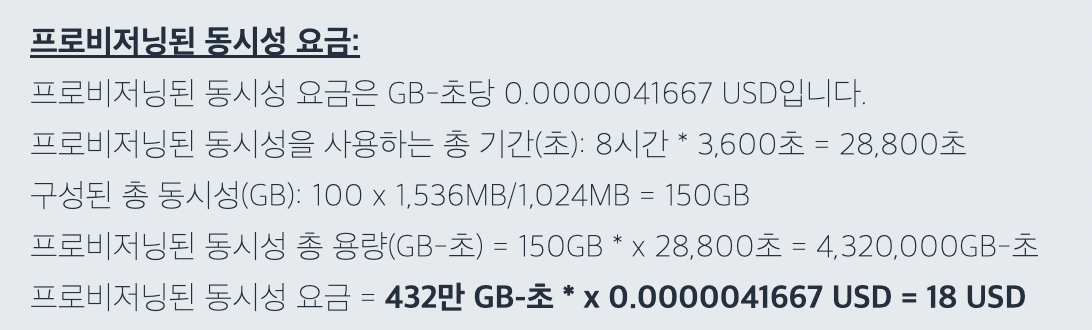 프로비저닝된 동시성 요금:
프로비저닝된 동시성 요금은 GB-초당 0.0000041667 USD입니다.
프로비저닝된 동시성을 사용하는 총 기간(초): 8시간 * 3,600초 = 28,800초
구성된 총 동시성(GB): 100 x 1,536MB/1,024MB = 150GB
프로비저닝된 동시성 총 용량(GB-초) = 150GB * x 28,800초 = 4,320,000GB-초
프로비저닝된 동시성 요금 = 432만 GB-초 * x 0.0000041667 USD = 18 USD